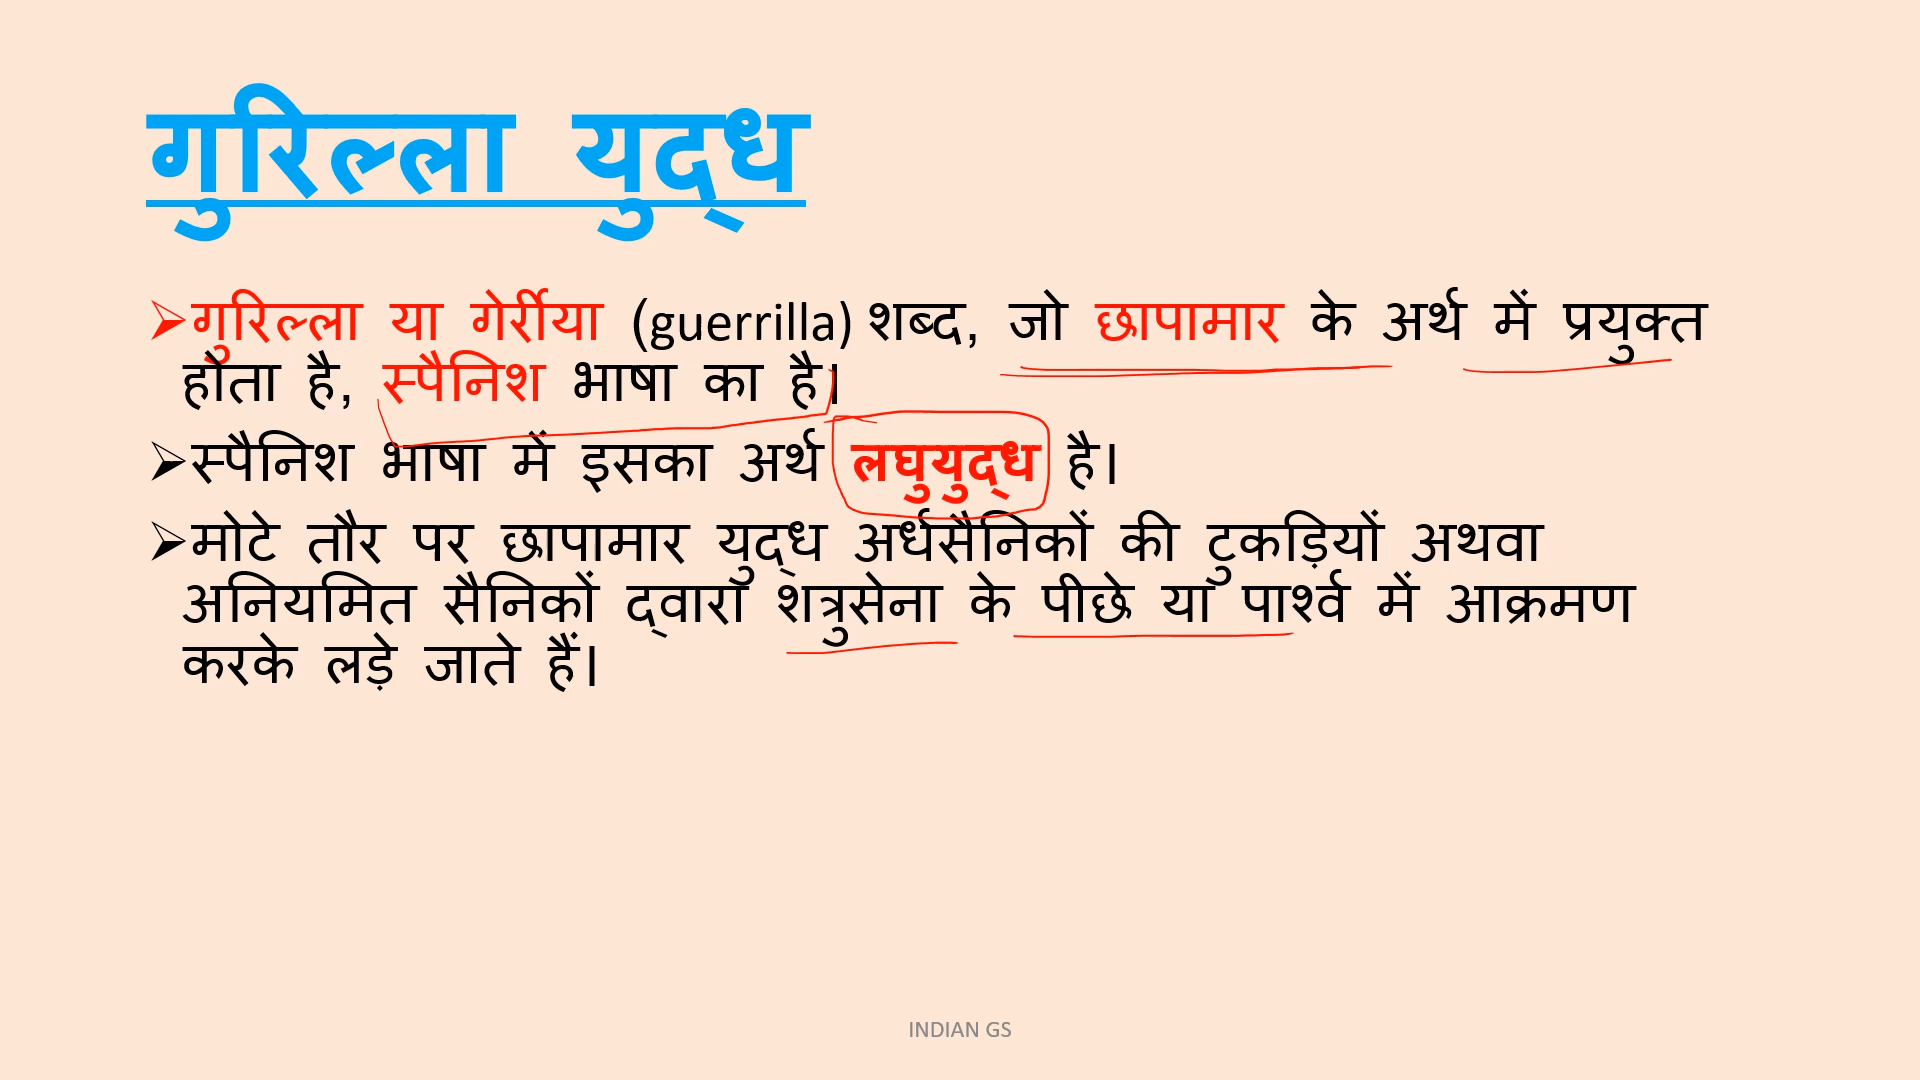 गुरिल्ला युद्ध
➢गुरिल्ला या गेर्रीया (guerrilla) शब्द, जो छापामार के अर्थ में प्रयुक्त
होता है, स्पैनिश भाषा का है।
➢स्पैनिश भाषा में इसका अर्थ लघुयुद्ध है।
➢मोटे तौर पर छापामार युद्ध अर्धसैनिकों की टुकड़ियों अथवा
अनियमित सैनिकों द्वारा शत्रुसेना के पीछे या पार्श्व में आक्रमण
करके लड़े जाते हैं।
INDIAN GS